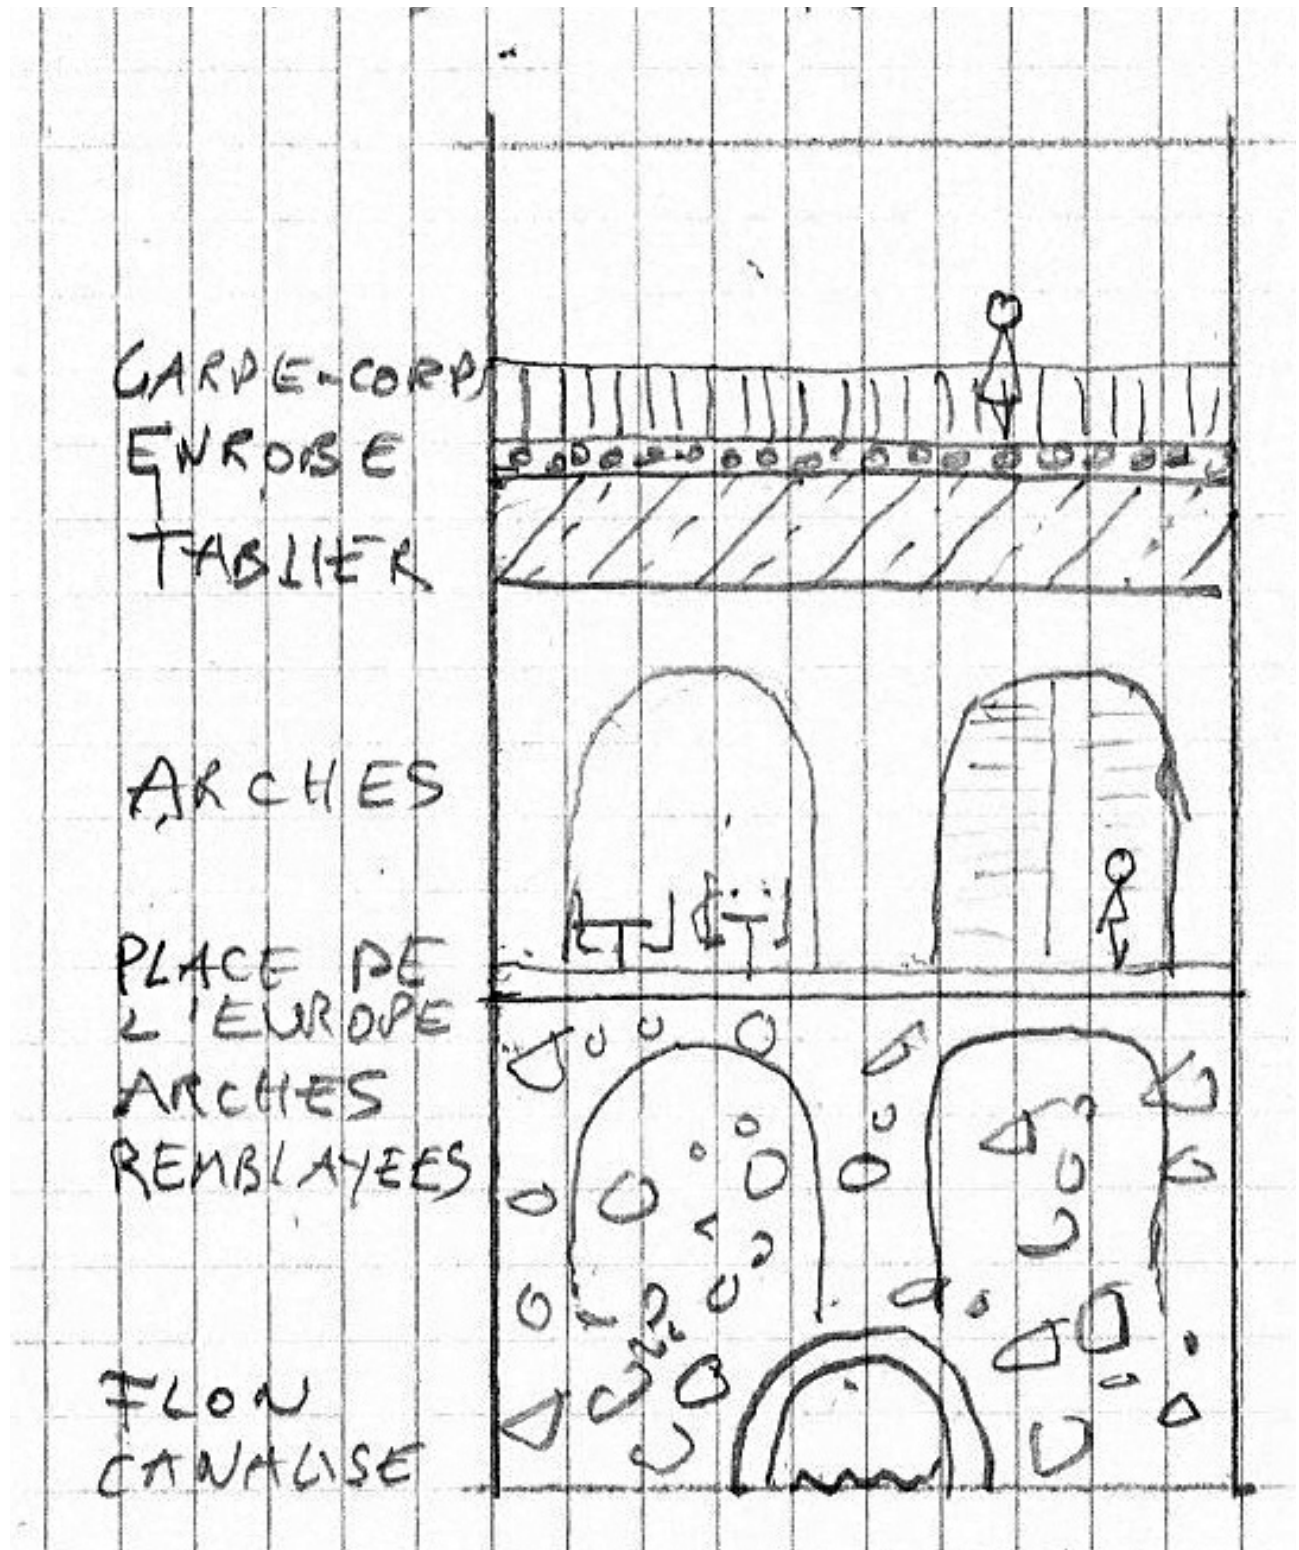 GARDE-CORPS
ENROBE
TABLIER
ARCHES
PLACE DE
L'EUROPE
ARCHES
REMBLAYEES
FLON
CANALISE